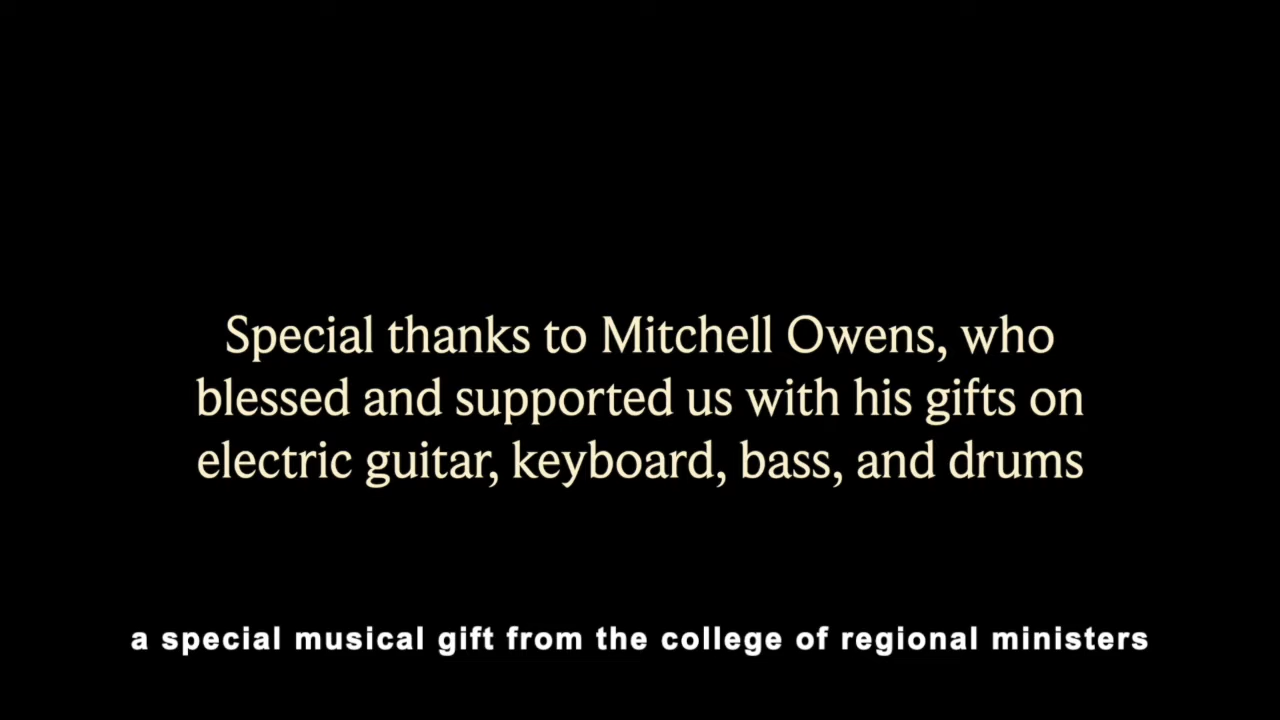 Special thanks to Mitchell Owens, who
blessed and supported us with his gifts on
electric guitar, keyboard, bass, and drums
a special musical gift from the college of regional ministers